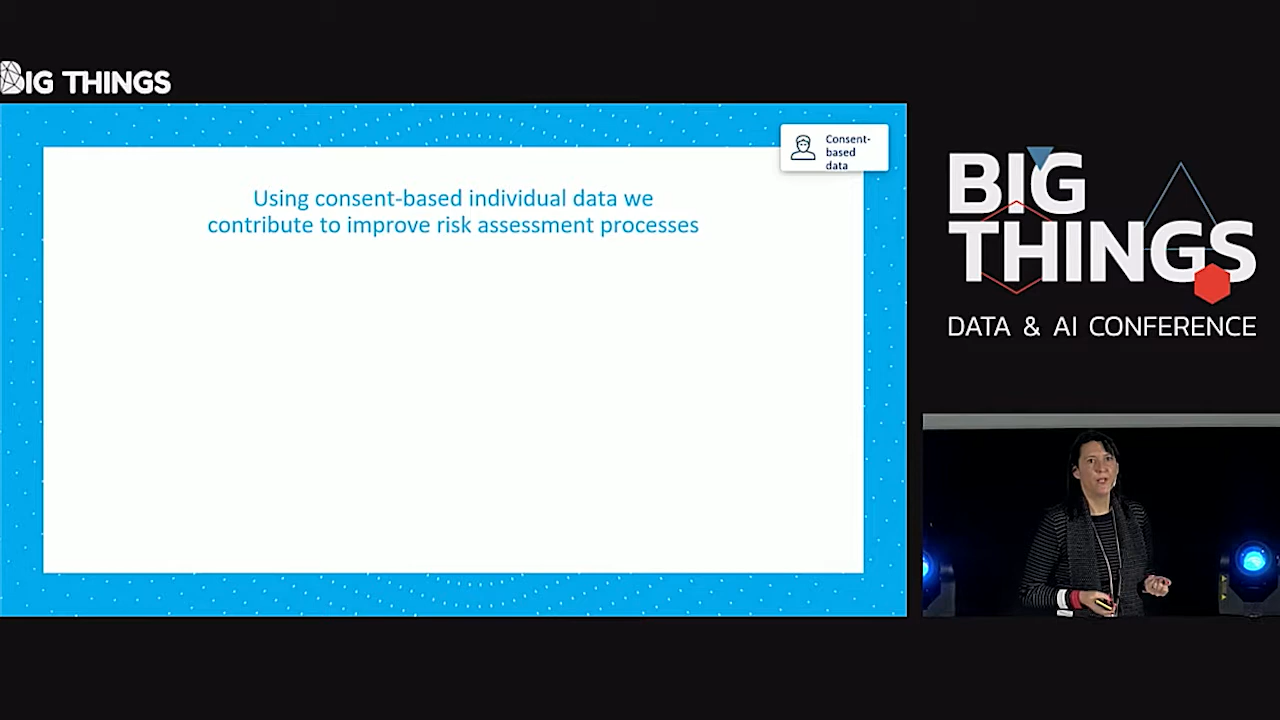 BIG THINGS
Consent-
based
data
Using consent-based individual data we
contribute to improve risk assessment processes
BIG
THINGS
DATA & AI CONFERENCE